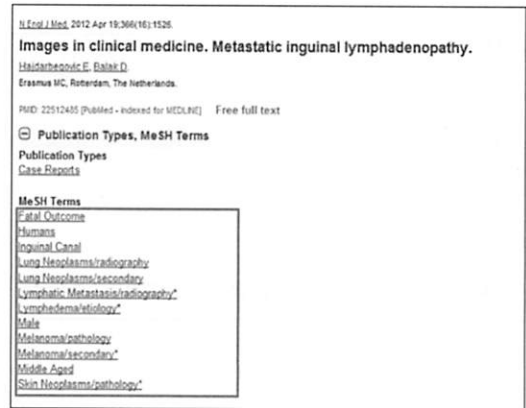 N Engl J Med. 2012 Apr 19;366(16):1526.
Images in clinical medicine. Metastatic inguinal lymphadenopathy.
Hajdarbegovic E, Balak D.
Erasmus MC, Rotterdam, The Netherlands.
PMID: 22512485 [PubMed - indexed for MEDLINE] Free full text
Publication Types, MeSH Terms
Publication Types
Case Reports
MeSH Terms
Fatal Outcome
Humans
Inguinal Canal
Lung Neoplasms/radiography
Lung Neoplasms/secondary
Lymphatic Metastasis/radiography*
Lymphedema/etiology*
Male
Melanoma/pathology
Melanoma/secondary*
Middle Aged
Skin Neoplasms/pathology*